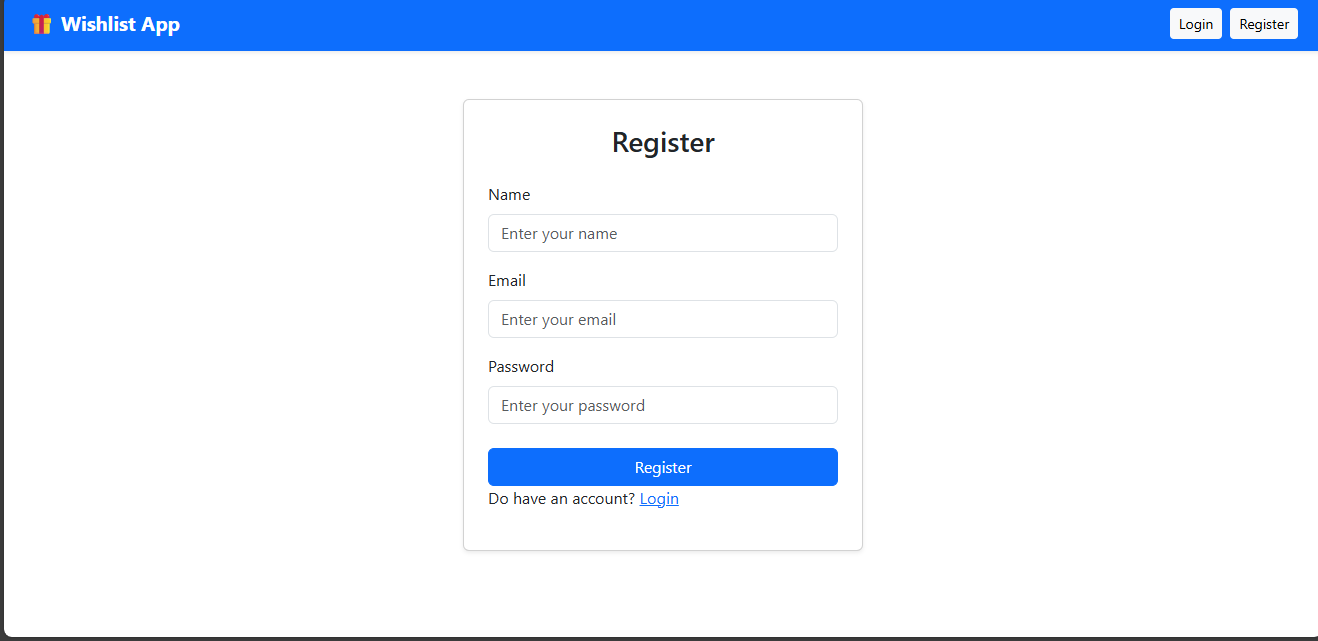 Wishlist App
Login
Register
Register
Name
Enter your name
Email
Enter your email
Password
Enter your password
Register
Do have an account? Login